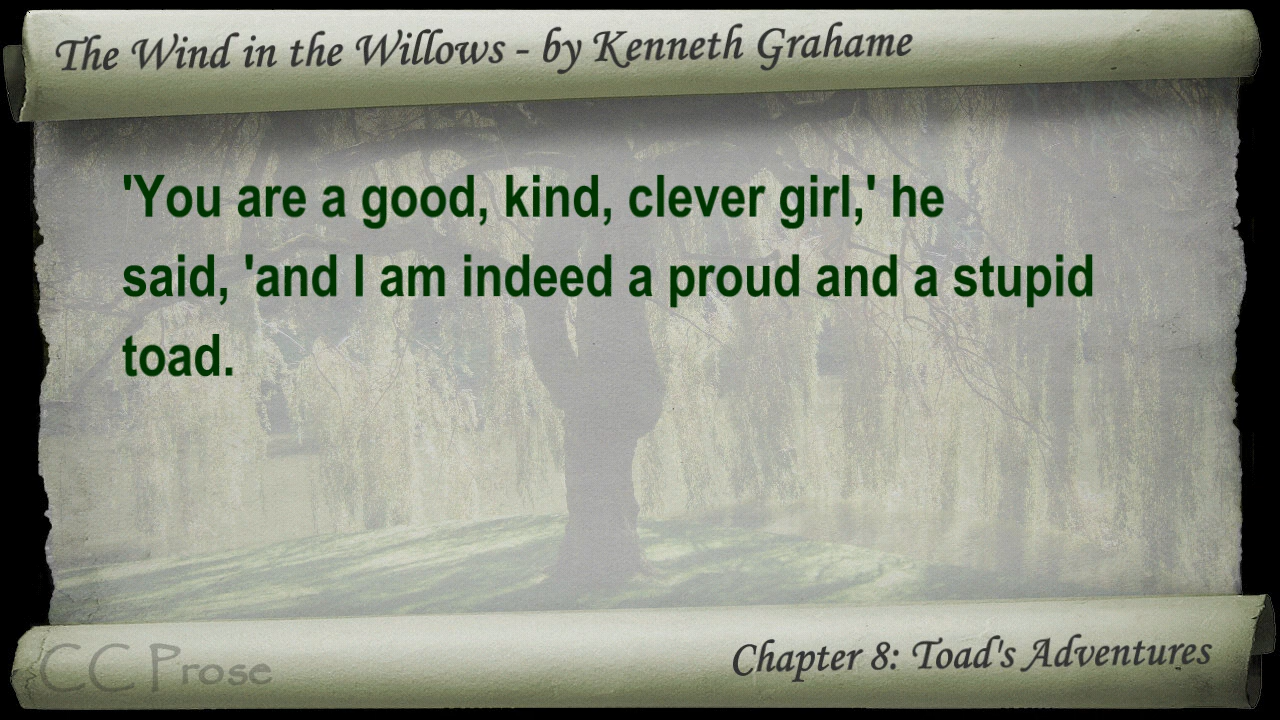 The Wind in the Willows - by Kenneth Grahame
'You are a good, kind, clever girl,' he
said, 'and I am indeed a proud and a stupid
toad.
CC Prose
Chapter 8: Toad's Adventures